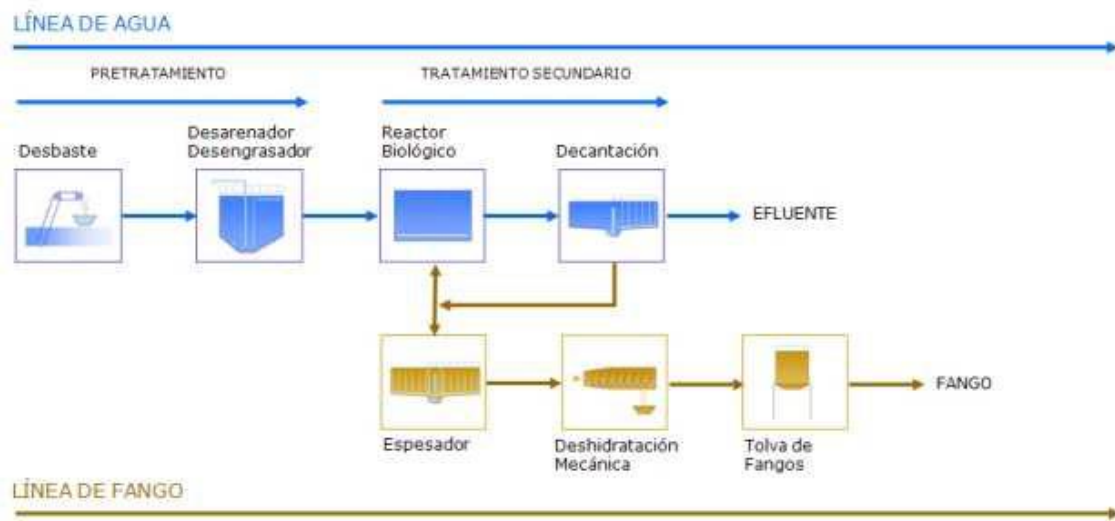 LÍNEA DE AGUA
PRETRATAMIENTO
TRATAMIENTO SECUNDARIO
Desbaste
Desarenador
Desengrasador
Reactor
Biológico
Decantación
EFLUENTE
FANGO
Espesador
Deshidratación
Mecánica
Tolva de
Fangos
LÍNEA DE FANGO